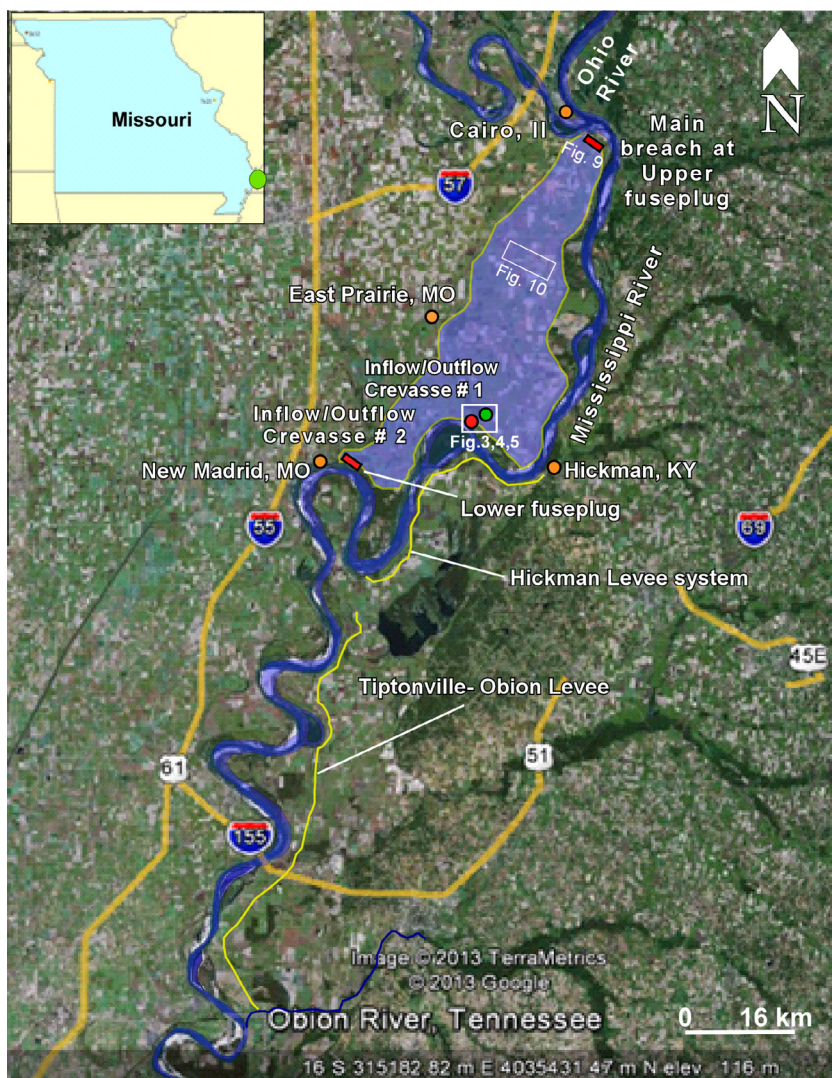 Missouri
Ohio
River
N
Cairo, Il
Main
breach at
Upper
fuseplug
Fig. 9
57
Fig. 10
East Prairie, MO
Mississippi River
Inflow/Outflow
Crevasse # 1
Inflow/Outflow
Crevasse # 2
Fig.3,4,5
New Madrid, MO
Hickman, KY
Lower fuseplug
55
69
Hickman Levee system
45E
Tiptonville- Obion Levee
51
61
155
Image © 2013 TerraMetrics
© 2013 Google
Obion River, Tennessee
0 16 km
16 S 315182.82 m E 4035431.47 m N elev 116 m